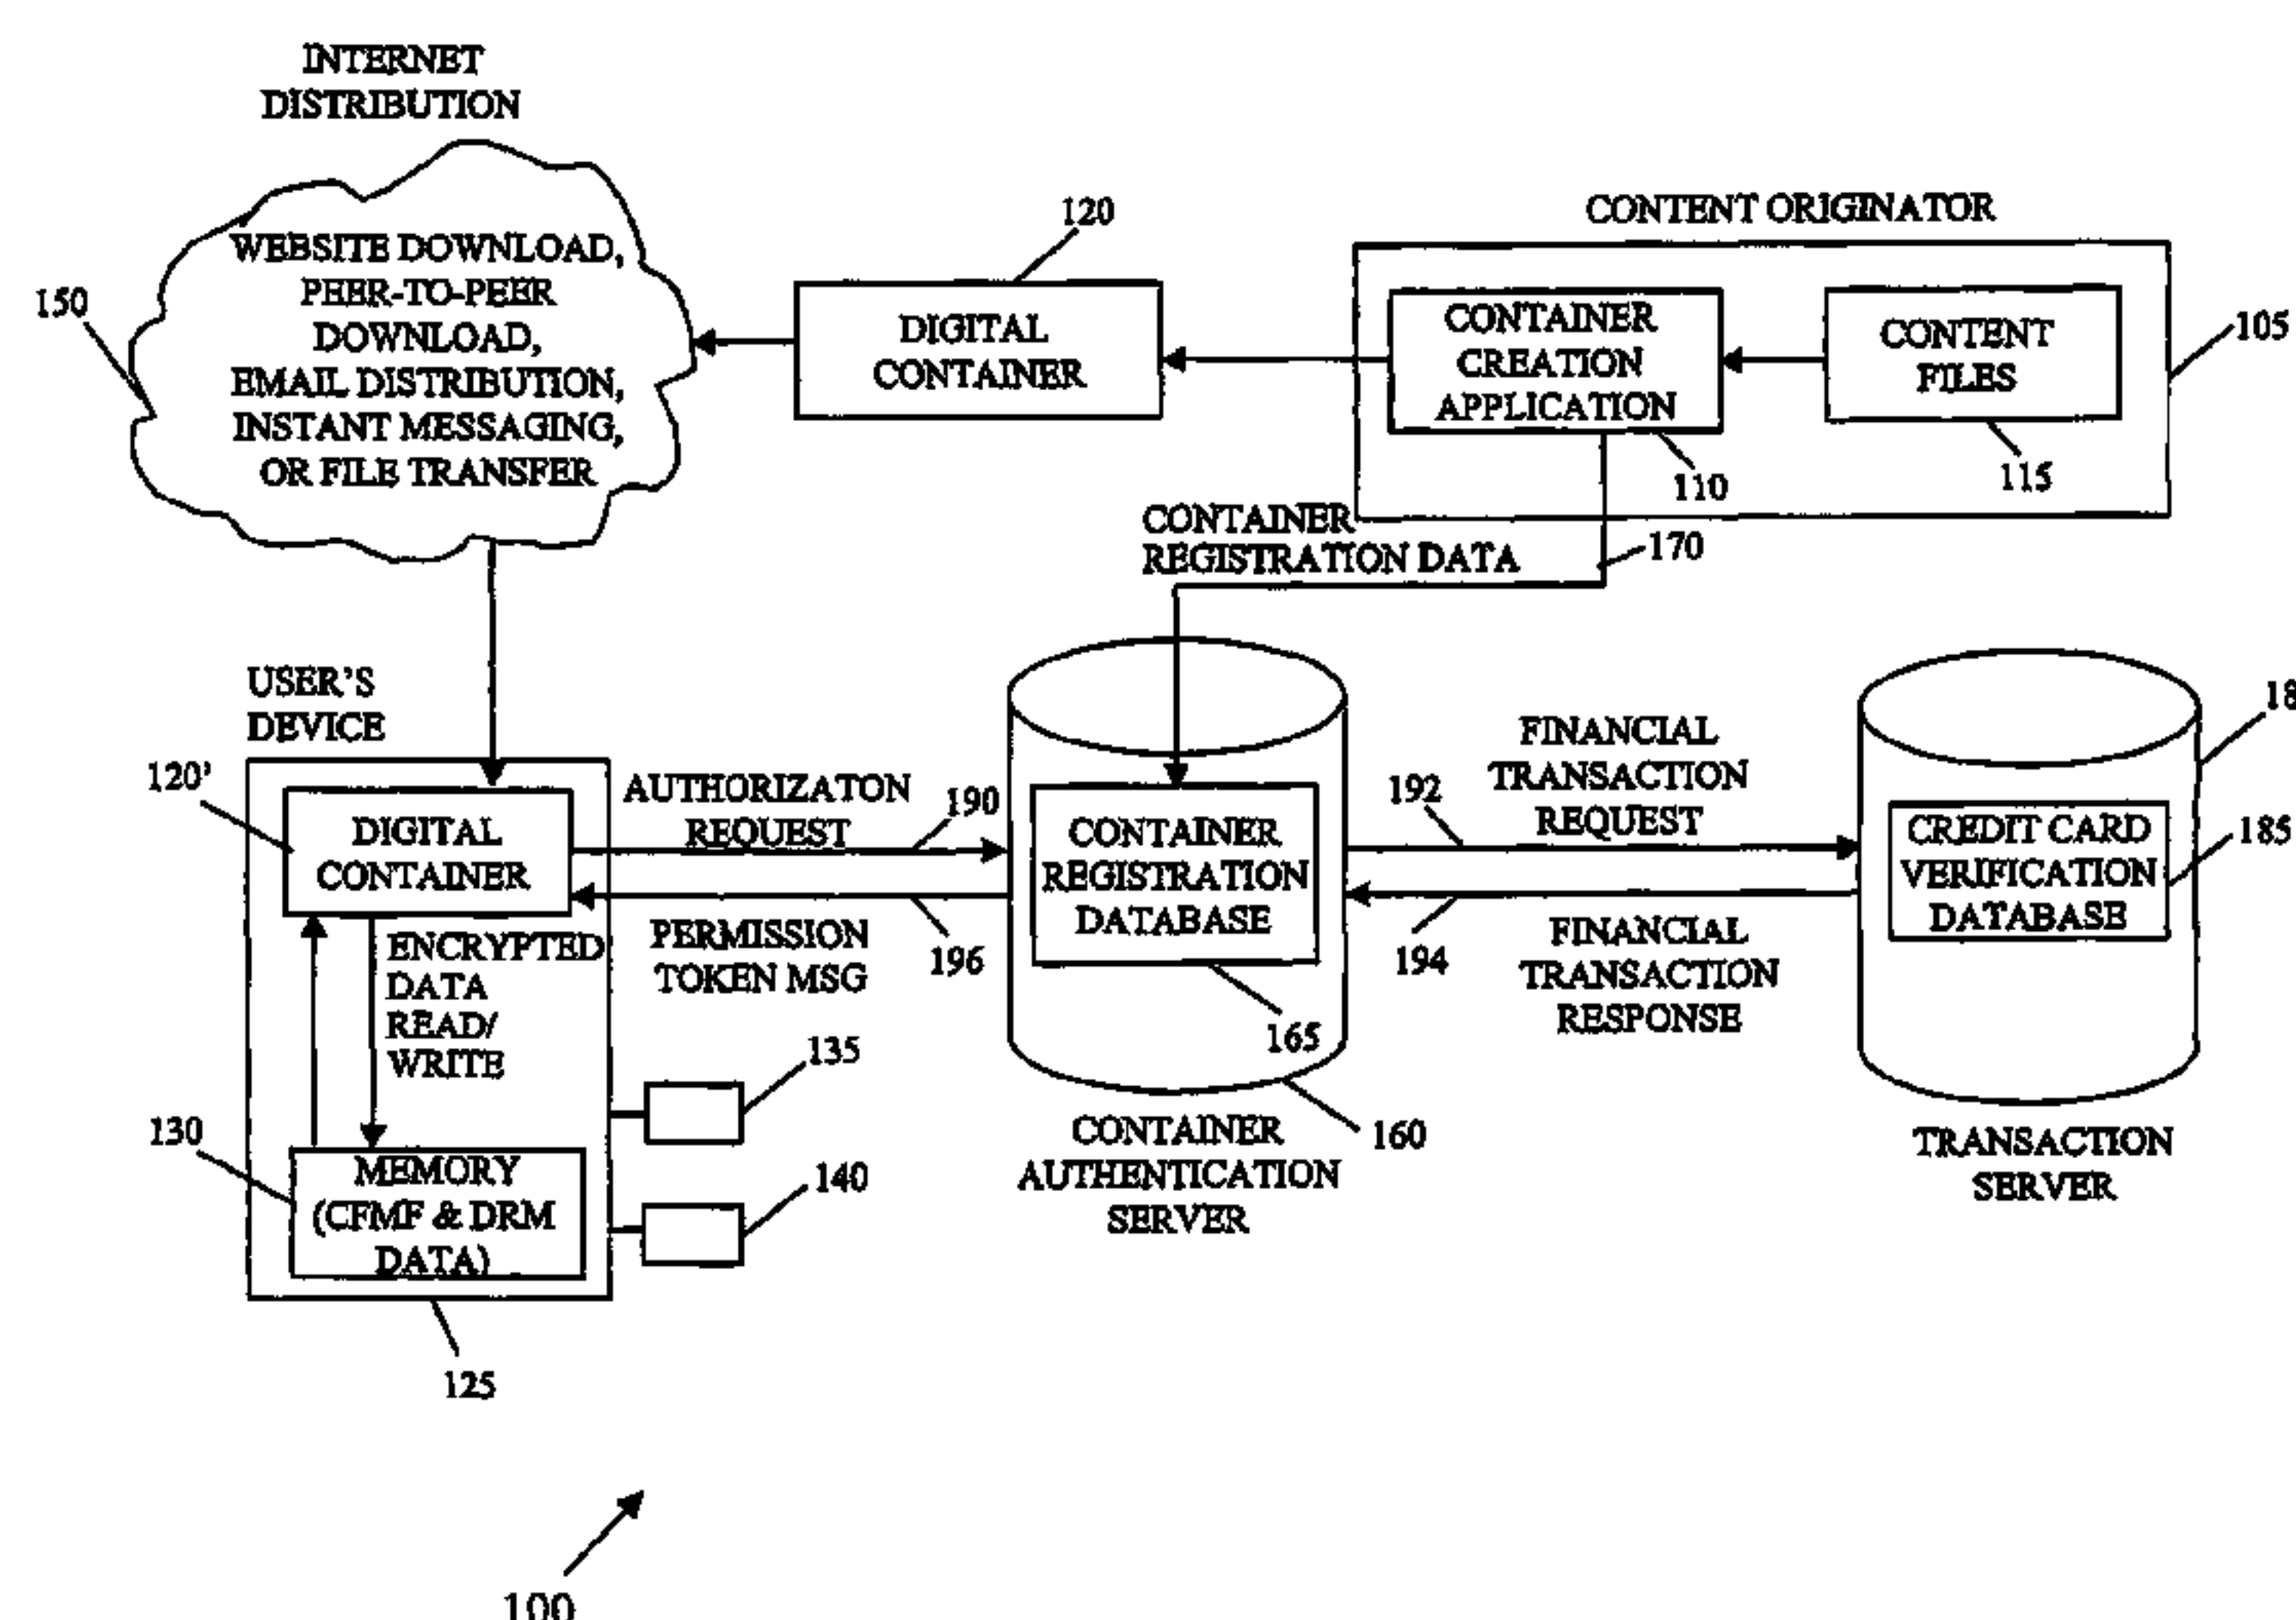 INTERNET
DISTRIBUTION
WEBSITE DOWNLOAD,
PEER-TO-PEER
DOWNLOAD,
EMAIL DISTRIBUTION,
INSTANT MESSAGING,
OR FILE TRANSFER
150
120
DIGITAL
CONTAINER
CONTENT ORIGINATOR
CONTAINER
CREATION
APPLICATION
CONTENT
FILES
105
110
115
CONTAINER
REGISTRATION DATA
170
USER'S
DEVICE
120'
DIGITAL
CONTAINER
AUTHORIZATON
REQUEST
190
PERMISSION
TOKEN MSG
196
ENCRYPTED
DATA
READ/
WRITE
130
MEMORY
(CFMF & DRM
DATA)
135
140
125
CONTAINER
REGISTRATION
DATABASE
165
160
CONTAINER
AUTHENTICATION
SERVER
192
FINANCIAL
TRANSACTION
REQUEST
194
FINANCIAL
TRANSACTION
RESPONSE
CREDIT CARD
VERIFICATION
DATABASE
185
TRANSACTION
SERVER
100